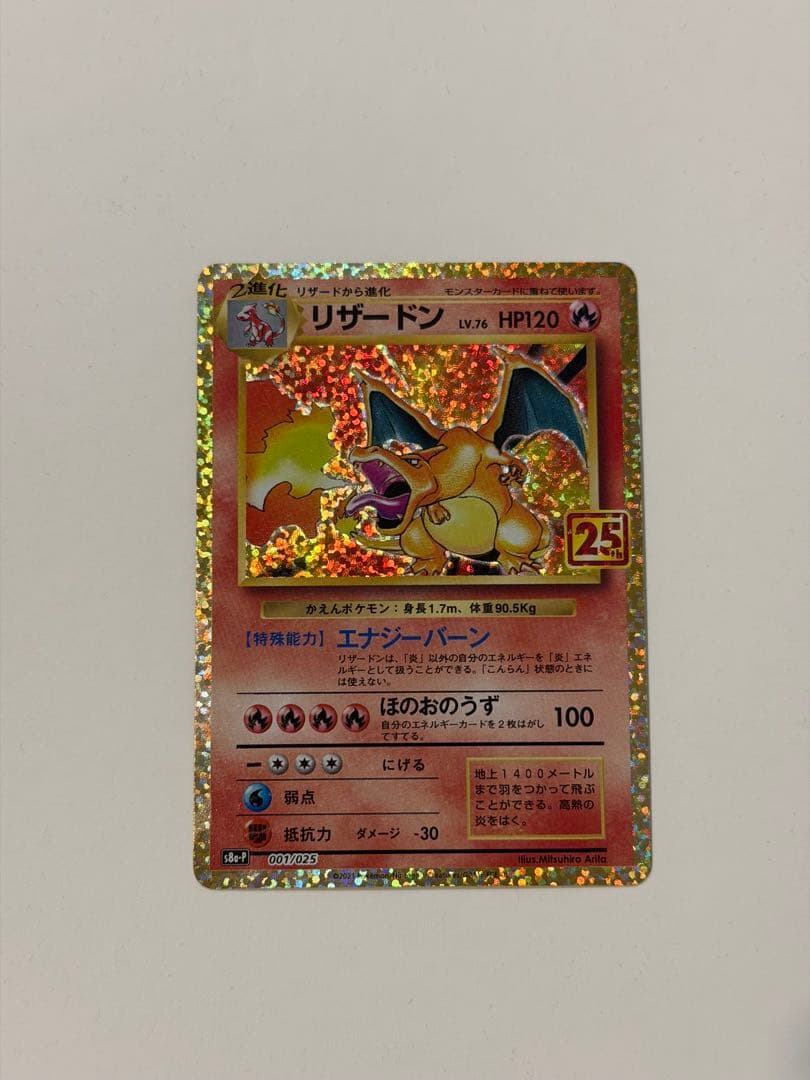 2進化 リザードから進化 モンスターカードに重ねて使います。
リザードン LV.76 HP120
25th
かえんポケモン：身長1.7m、体重90.5Kg
【特殊能力】エナジーバーン
リザードンは、「炎」以外の自分のエネルギーを「炎」エネ
ルギーとして扱うことができる。「こんらん」状態のときに
は使えない。
ほのおのうず 100
自分のエネルギーカードを２枚はがし
てすてる。
ー にげる
弱点
抵抗力 ダメージ -30
地上１４００メートル
まで羽をつかって飛ぶ
ことができる。高熱の
炎をはく。
s8a-P 001/025
Illus.Mitsuhiro Arita
©2021